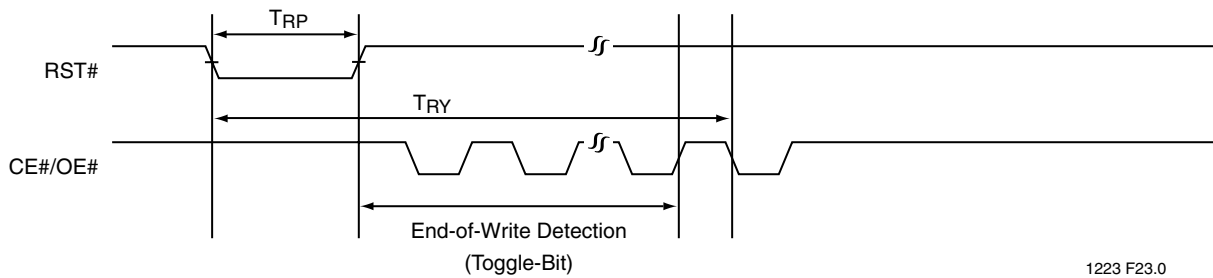 TRP
RST#
TRY
CE#/OE#
End-of-Write Detection
(Toggle-Bit)
1223 F23.0